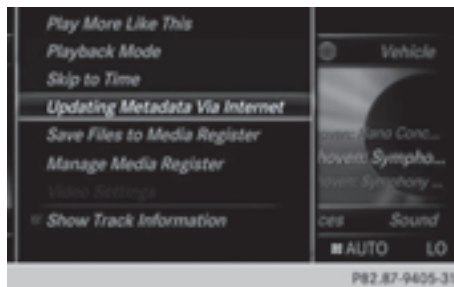 Play More Like This
Playback Mode
Vehicle
Skip to Time
Updating Metadata Via Internet
Save Files to Media Register
Manage Media Register
hoven: Sympho...
Video Settings
Show Track Information
ces Sound
AUTO LO
P82.87-9405-31